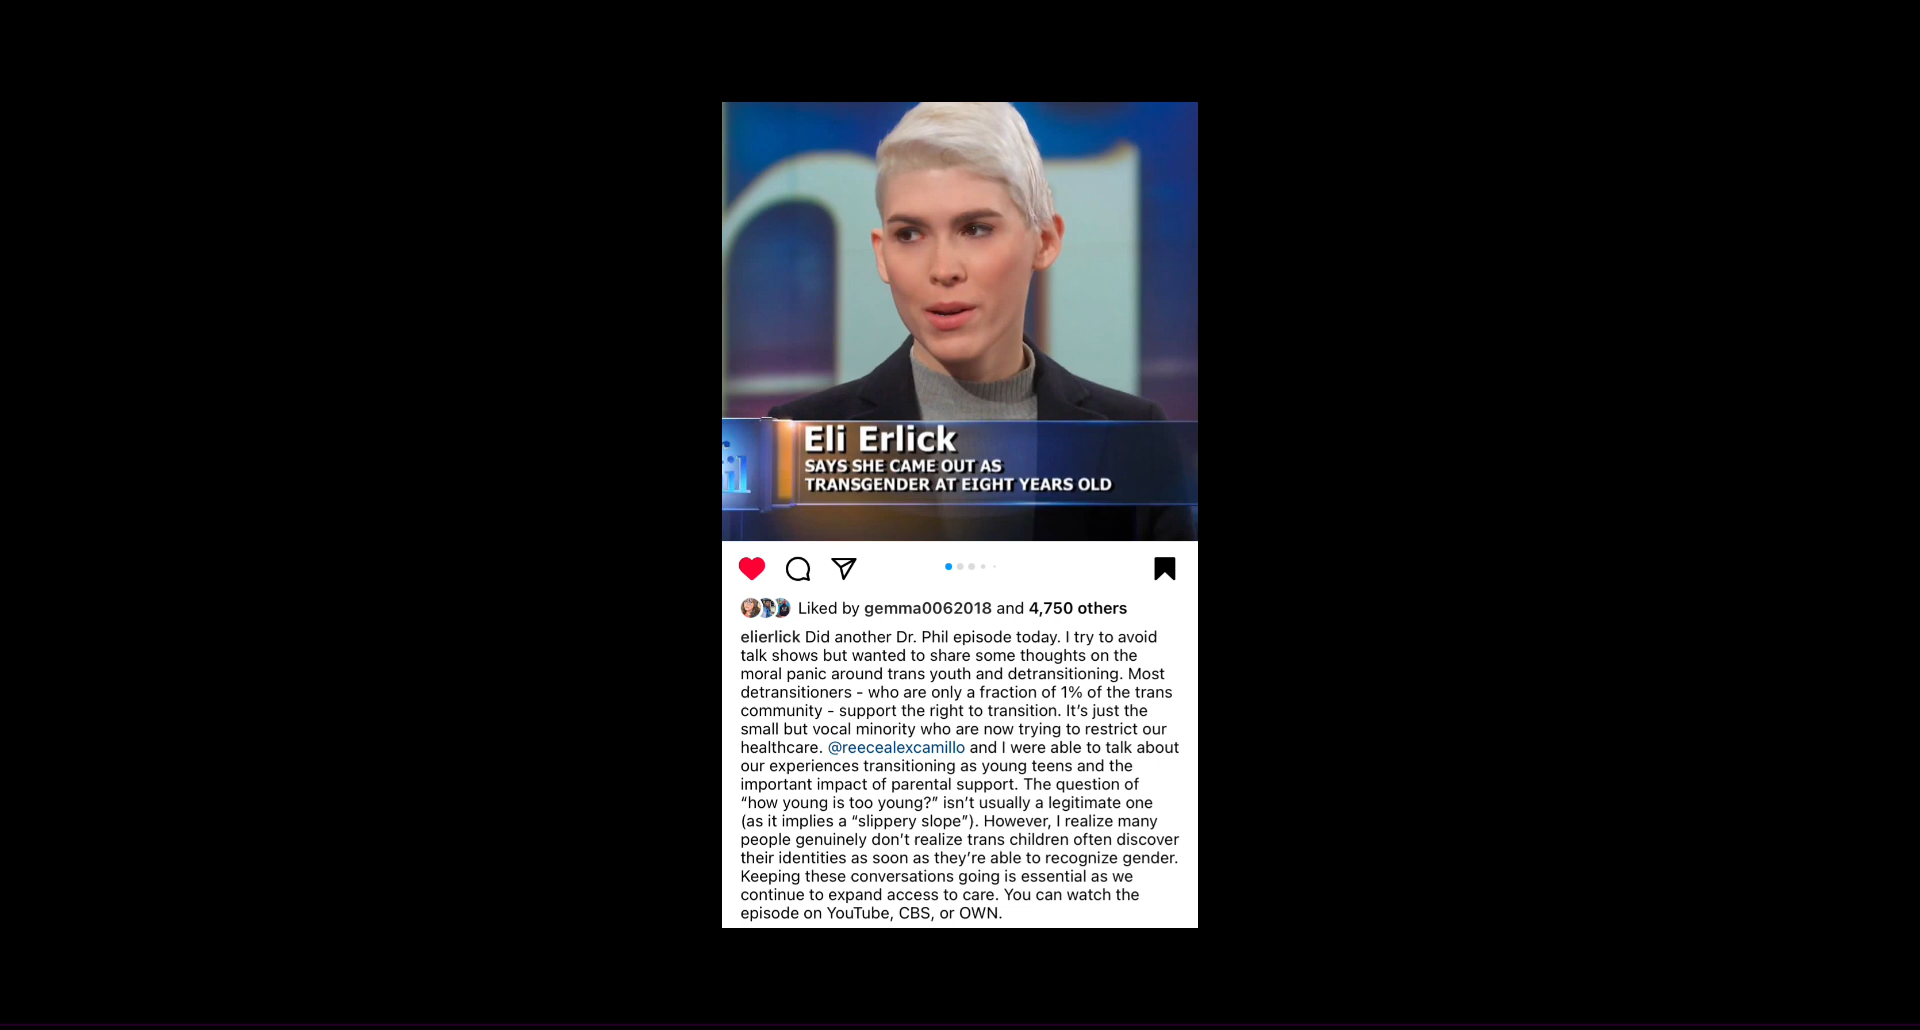 il
Eli Erlick
SAYS SHE CAME OUT AS
TRANSGENDER AT EIGHT YEARS OLD
Liked by gemma0062018 and 4,750 others
elierlick Did another Dr. Phil episode today. I try to avoid
talk shows but wanted to share some thoughts on the
moral panic around trans youth and detransitioning. Most
detransitioners - who are only a fraction of 1% of the trans
community - support the right to transition. It’s just the
small but vocal minority who are now trying to restrict our
healthcare. @reecealexcamillo and I were able to talk about
our experiences transitioning as young teens and the
important impact of parental support. The question of
“how young is too young?” isn’t usually a legitimate one
(as it implies a “slippery slope”). However, I realize many
people genuinely don’t realize trans children often discover
their identities as soon as they’re able to recognize gender.
Keeping these conversations going is essential as we
continue to expand access to care. You can watch the
episode on YouTube, CBS, or OWN.